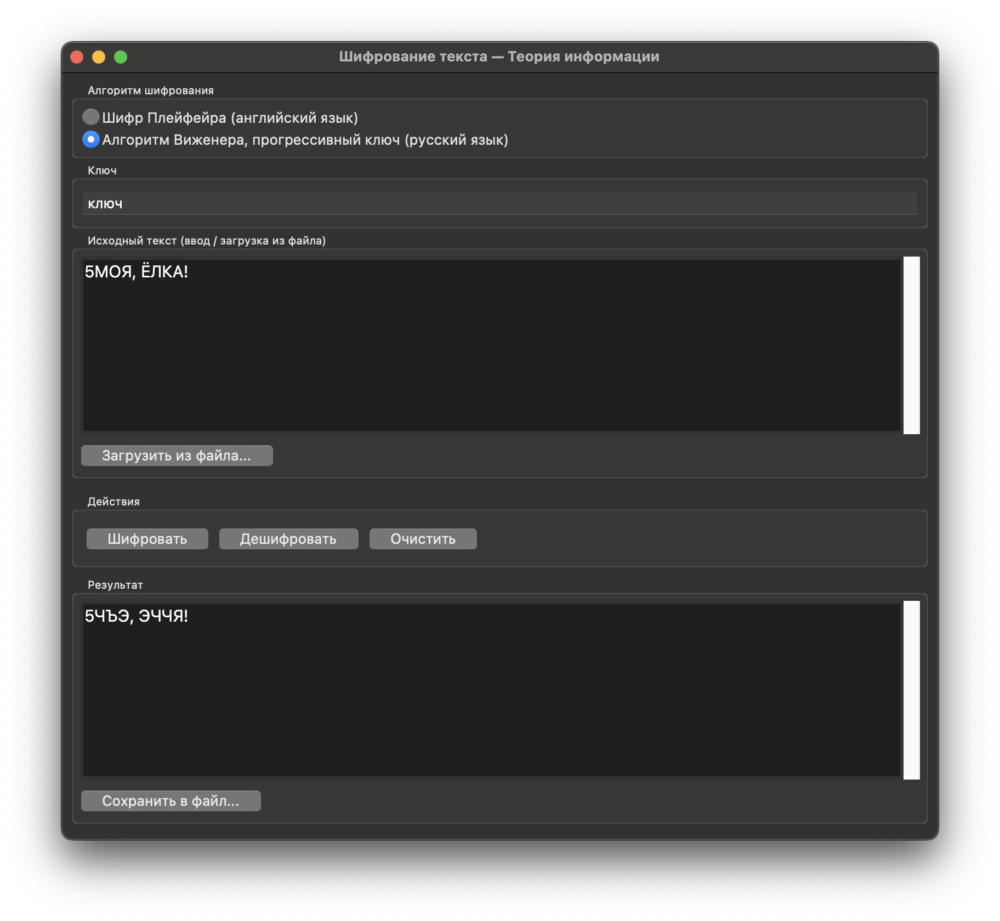 Шифрование текста — Теория информации
Алгоритм шифрования
Шифр Плейфейра (английский язык)
Алгоритм Виженера, прогрессивный ключ (русский язык)
Ключ
ключ
Исходный текст (ввод / загрузка из файла)
5МОЯ, ЁЛКА!
Загрузить из файла...
Действия
Шифровать Дешифровать Очистить
Результат
5ЧЪЭ, ЭЧЧЯ!
Сохранить в файл...